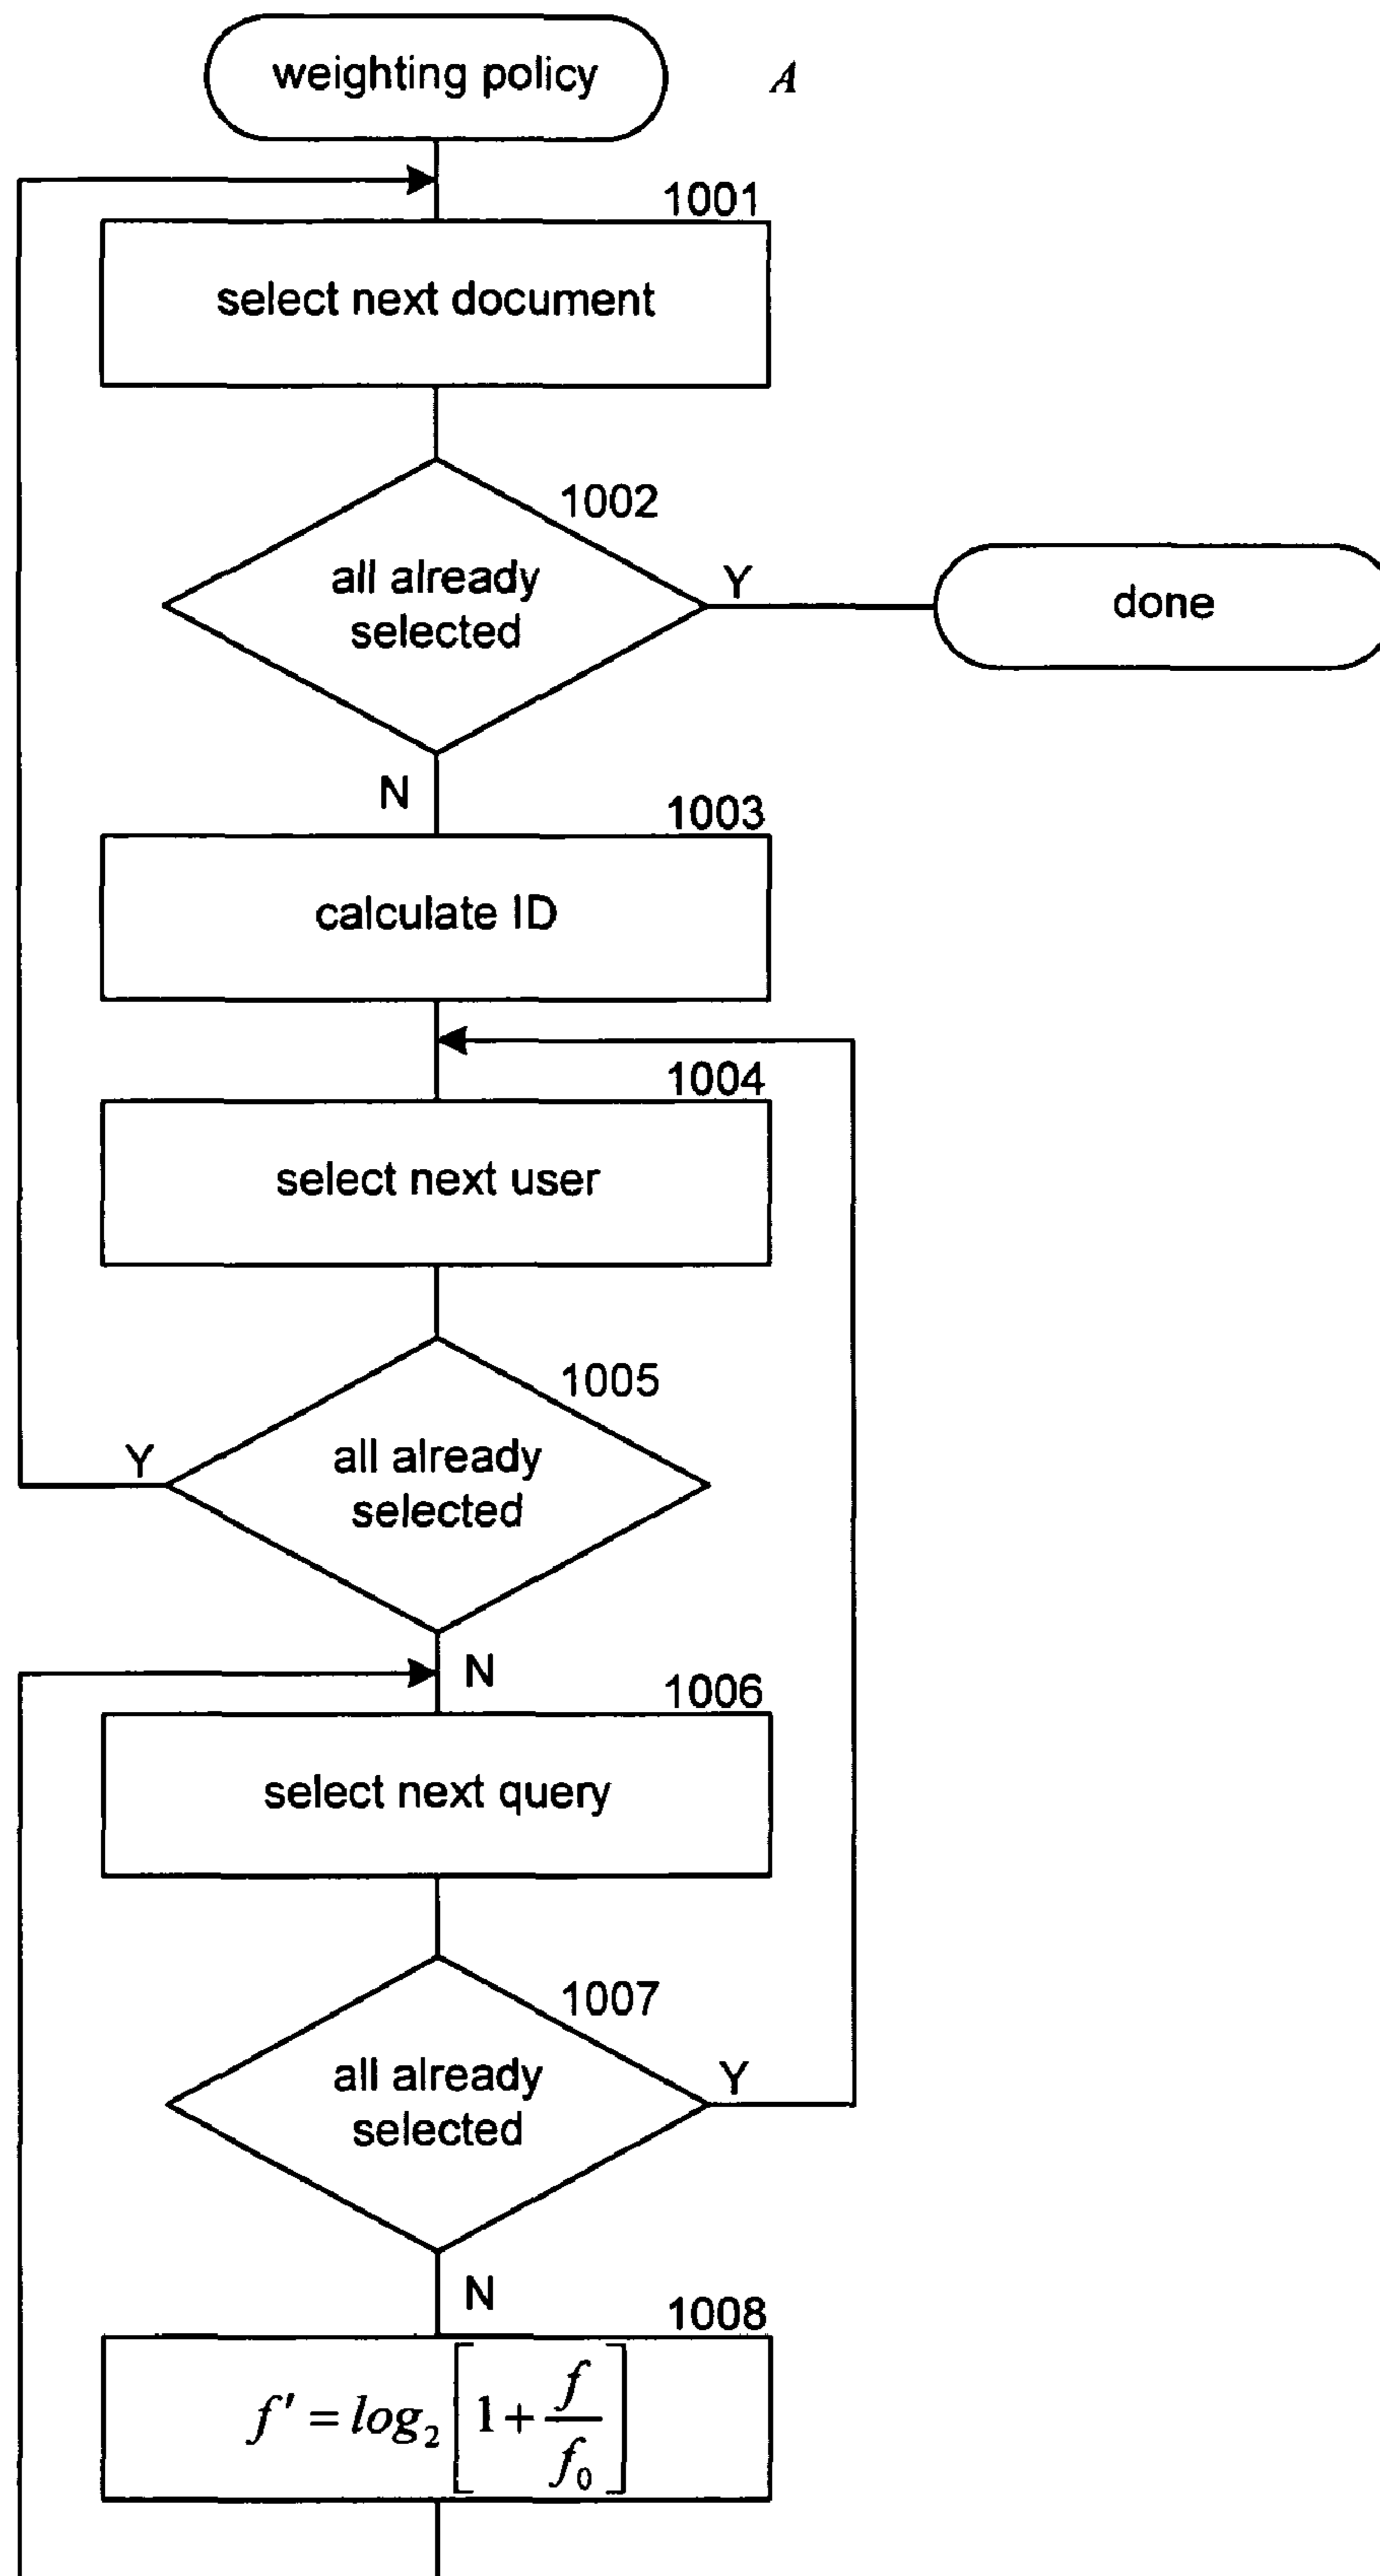 weighting policy A
1001
select next document
1002
all already
selected
Y
done
N
1003
calculate ID
1004
select next user
1005
all already
selected
Y
N
1006
select next query
1007
all already
selected
Y
N
1008
f' = log₂ [1 + f/f₀]